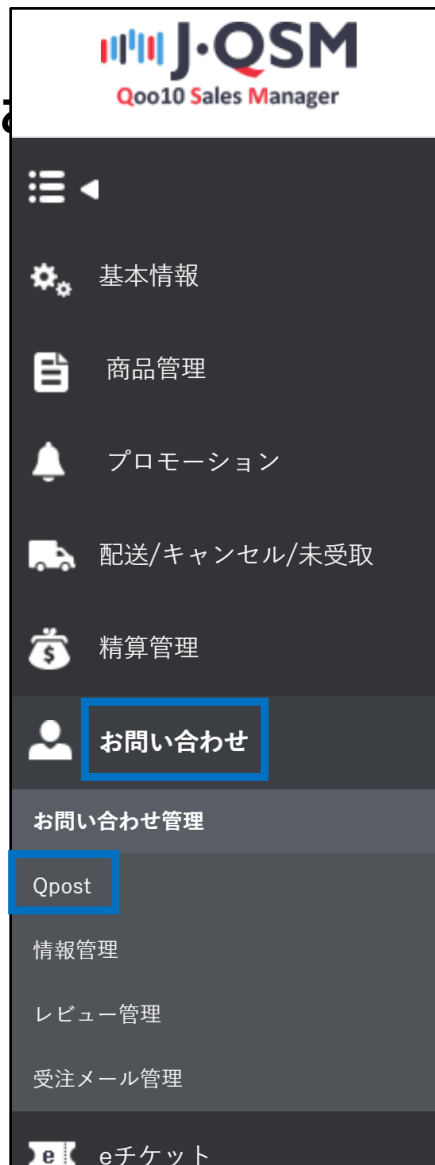 J·QSM
Qoo10 Sales Manager
基本情報
商品管理
プロモーション
配送/キャンセル/未受取
$
精算管理
お問い合わせ
お問い合わせ管理
Qpost
情報管理
レビュー管理
受注メール管理
e
eチケット